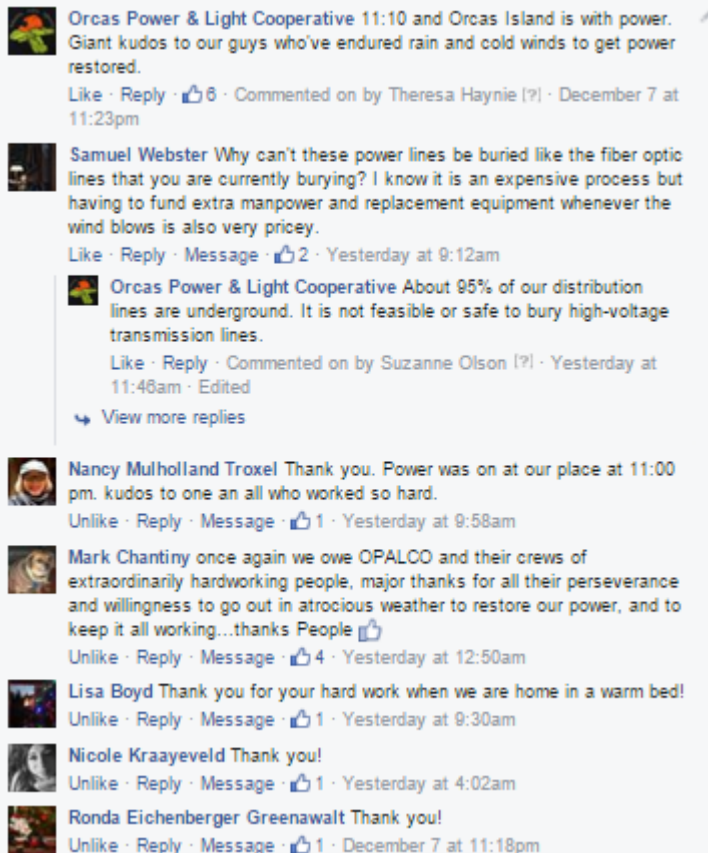 Orcas Power & Light Cooperative 11:10 and Orcas Island is with power.
Giant kudos to our guys who've endured rain and cold winds to get power
restored.
Like · Reply · 6 · Commented on by Theresa Haynie [?] · December 7 at
11:23pm
Samuel Webster Why can't these power lines be buried like the fiber optic
lines that you are currently burying? I know it is an expensive process but
having to fund extra manpower and replacement equipment whenever the
wind blows is also very pricey.
Like · Reply · Message · 2 · Yesterday at 9:12am
Orcas Power & Light Cooperative About 95% of our distribution
lines are underground. It is not feasible or safe to bury high-voltage
transmission lines.
Like · Reply · Commented on by Suzanne Olson [?] · Yesterday at
11:46am · Edited
View more replies
Nancy Mulholland Troxel Thank you. Power was on at our place at 11:00
pm. kudos to one an all who worked so hard.
Unlike · Reply · Message · 1 · Yesterday at 9:58am
Mark Chantiny once again we owe OPALCO and their crews of
extraordinarily hardworking people, major thanks for all their perseverance
and willingness to go out in atrocious weather to restore our power, and to
keep it all working...thanks People
Unlike · Reply · Message · 4 · Yesterday at 12:50am
Lisa Boyd Thank you for your hard work when we are home in a warm bed!
Unlike · Reply · Message · 1 · Yesterday at 9:30am
Nicole Kraayeveld Thank you!
Unlike · Reply · Message · 1 · Yesterday at 4:02am
Ronda Eichenberger Greenawalt Thank you!
Unlike · Reply · Message · 1 · December 7 at 11:18pm